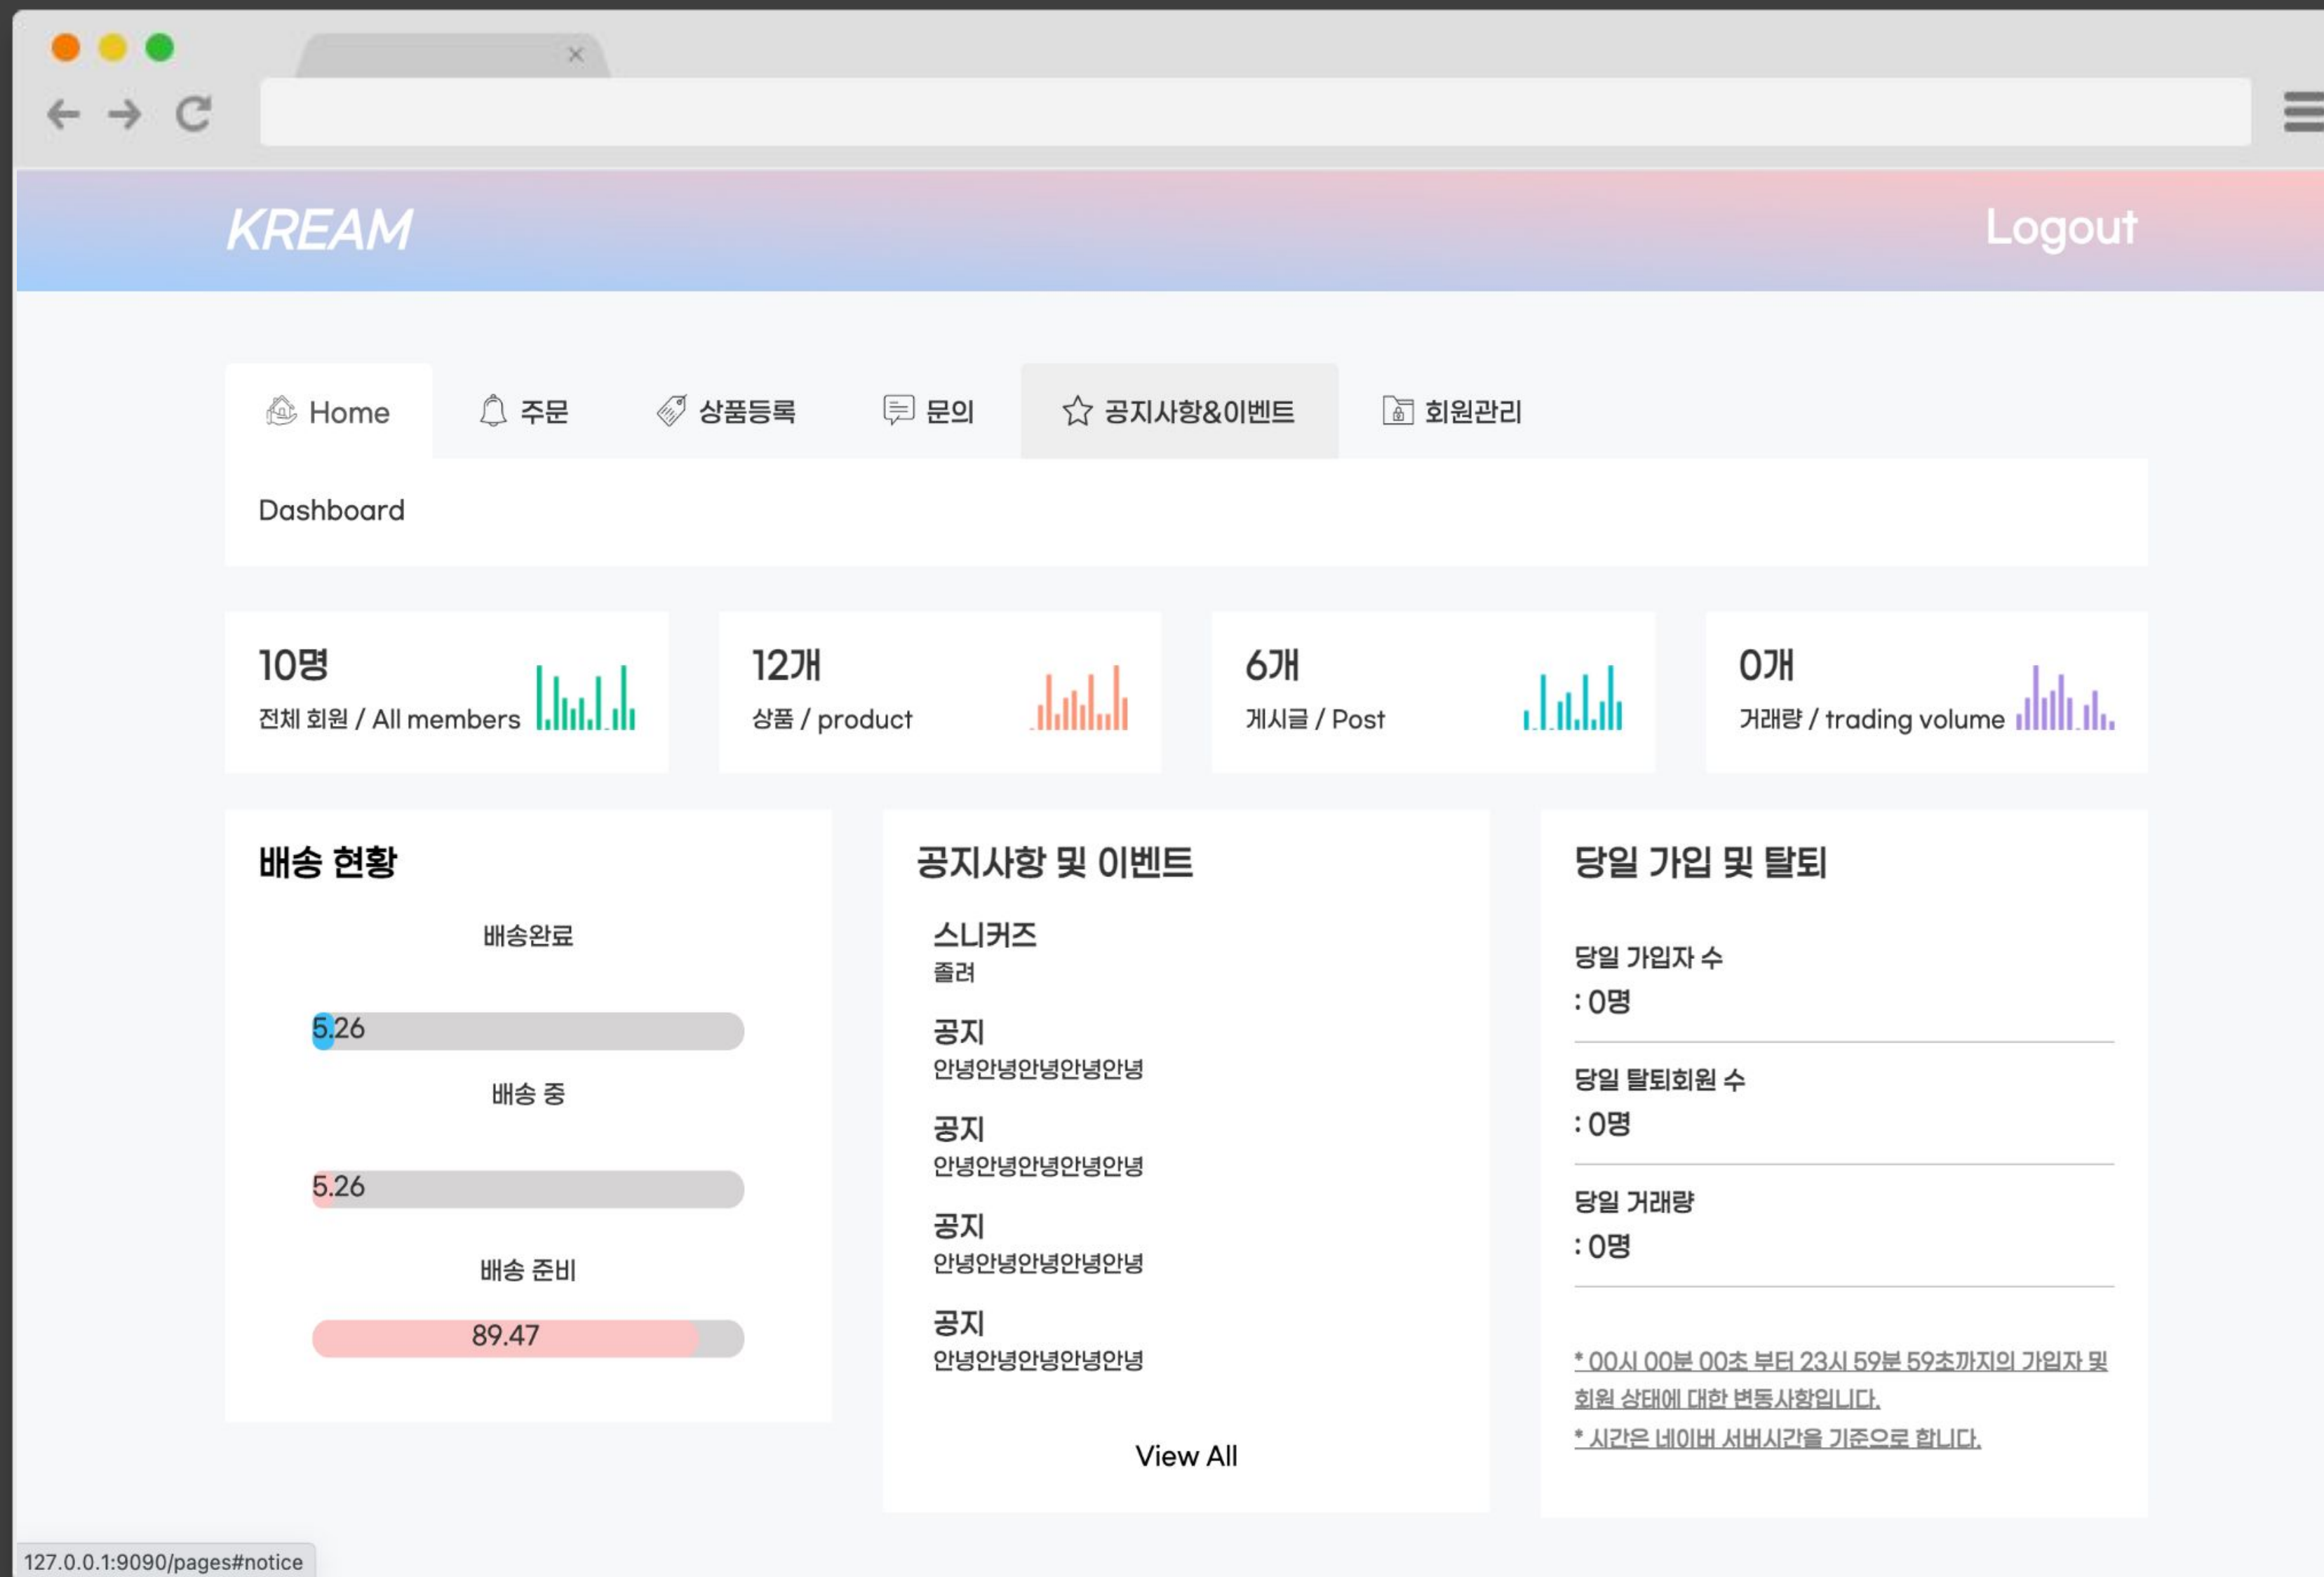 KREAM
Logout
Home
주문
상품등록
문의
공지사항&이벤트
회원관리
Dashboard
10명
전체 회원 / All members
12개
상품 / product
6개
게시글 / Post
0개
거래량 / trading volume
배송 현황
배송완료
5.26
배송 중
5.26
배송 준비
89.47
공지사항 및 이벤트
스니커즈
졸려
공지
안녕안녕안녕안녕안녕
공지
안녕안녕안녕안녕안녕
공지
안녕안녕안녕안녕안녕
공지
안녕안녕안녕안녕안녕
View All
당일 가입 및 탈퇴
당일 가입자 수
: 0명
당일 탈퇴회원 수
: 0명
당일 거래량
: 0명
* 00시 00분 00초 부터 23시 59분 59초까지의 가입자 및
회원 상태에 대한 변동사항입니다.
* 시간은 네이버 서버시간을 기준으로 합니다.
127.0.0.1:9090/pages#notice